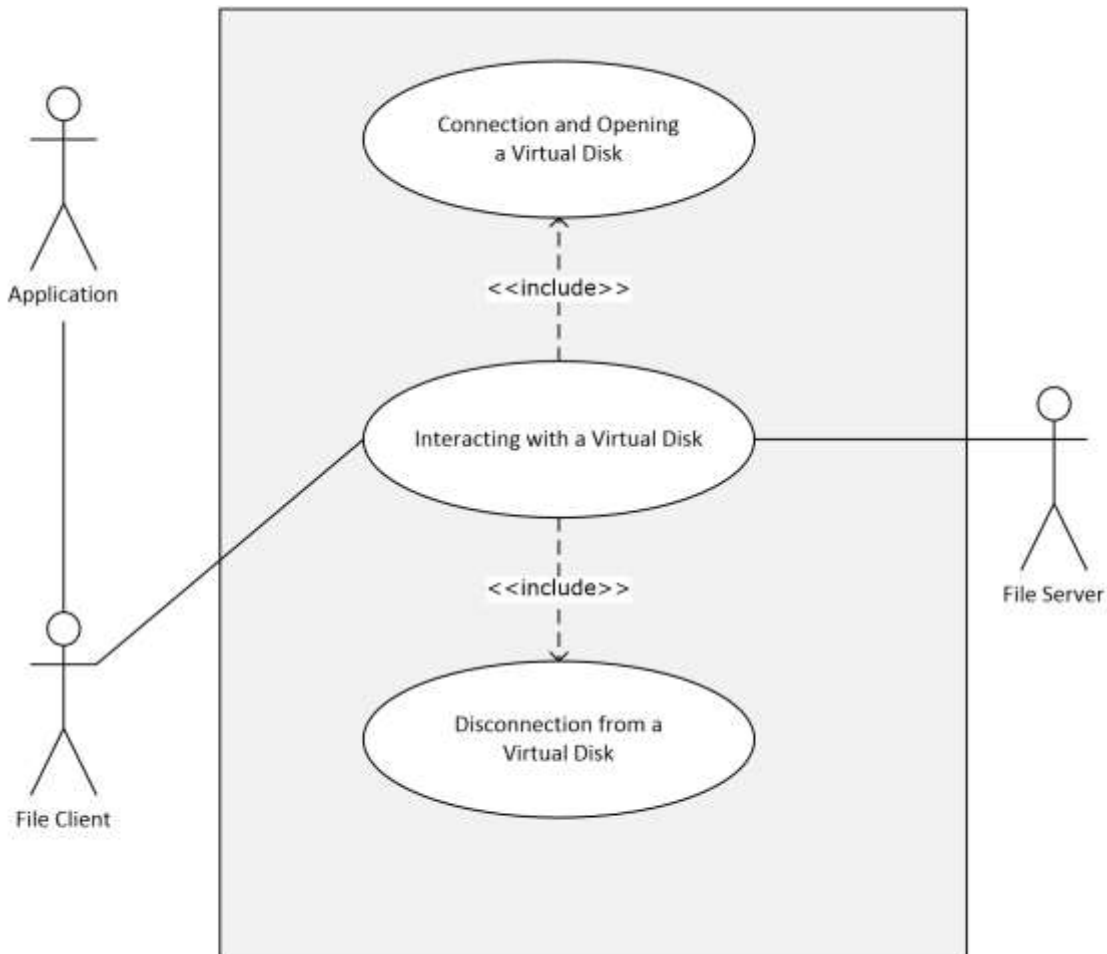 Connection and Opening
a Virtual Disk
Application
<<include>>
Interacting with a Virtual Disk
<<include>>
File Server
Disconnection from a
Virtual Disk
File Client